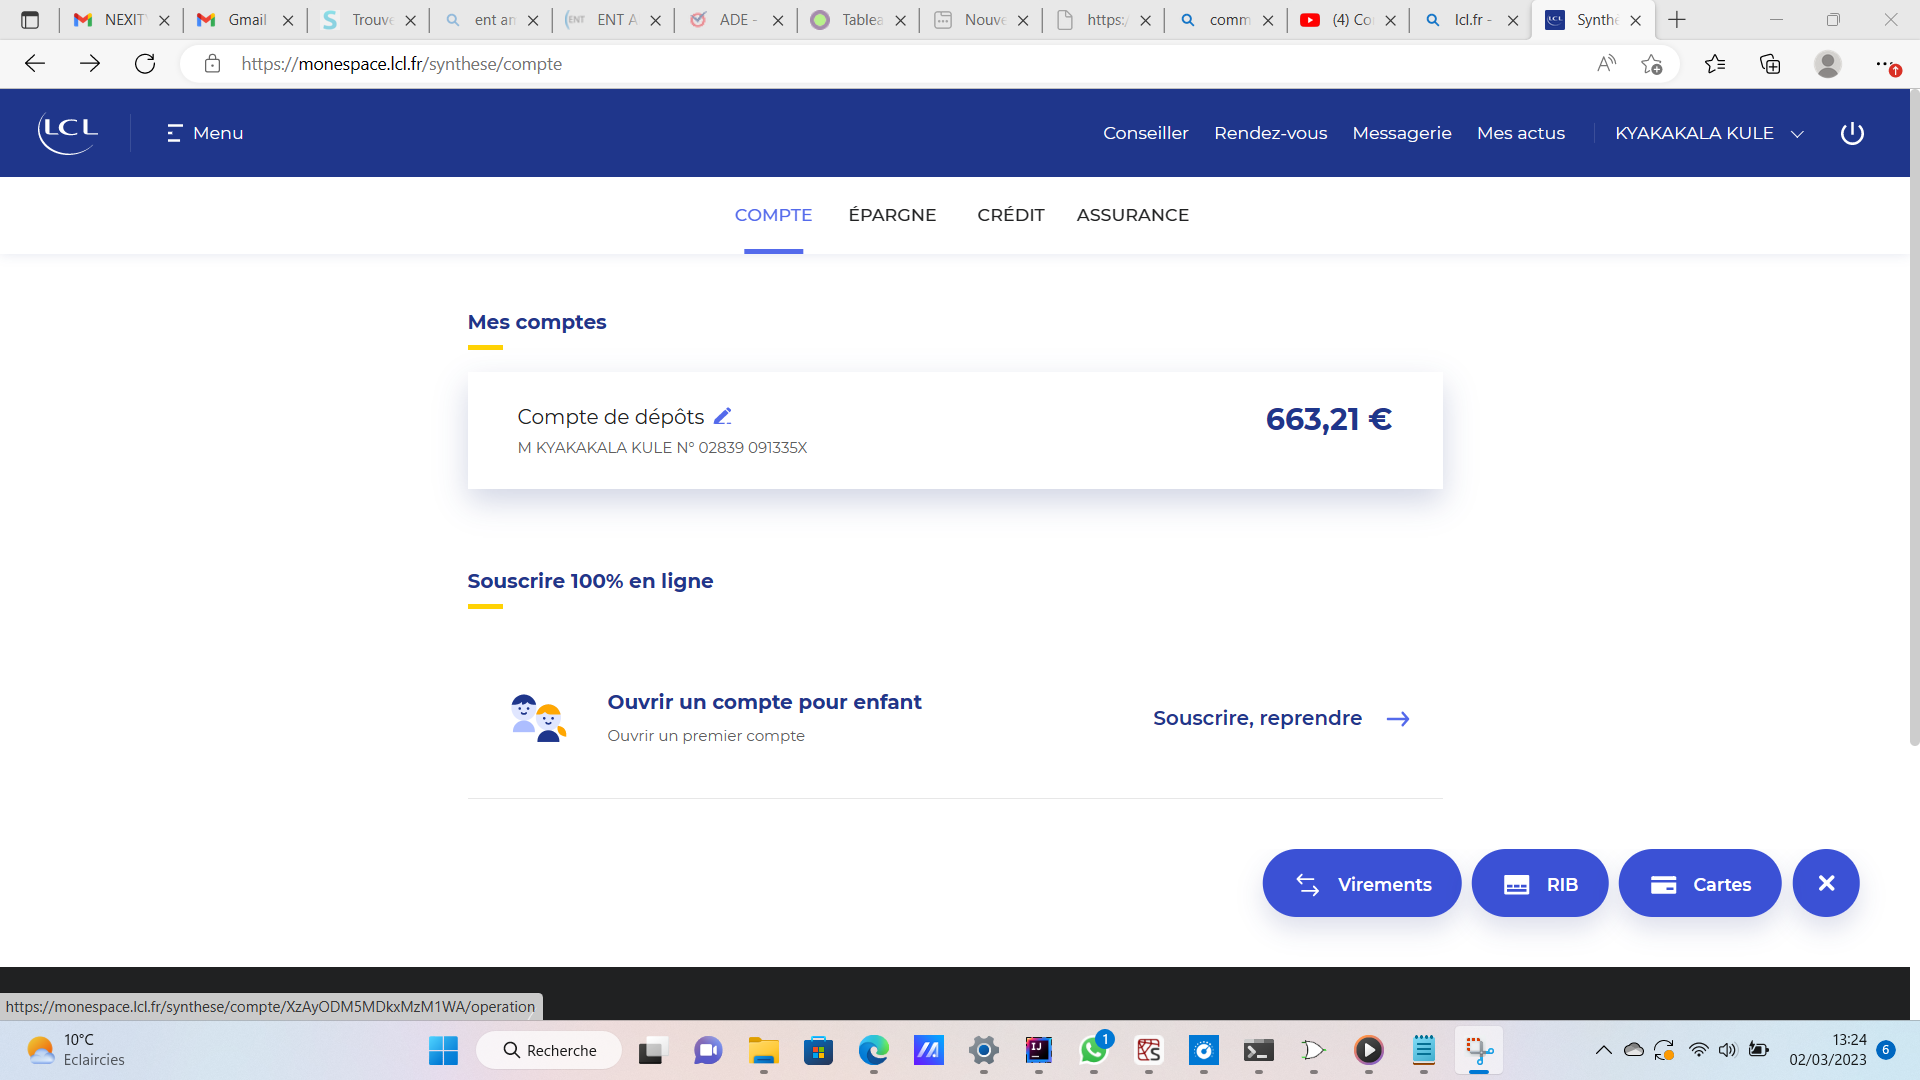 NEXIT
Gmail
Trouve
ent an
ENT A
ADE -
Tablea
Nouve
https:/
comm
(4) Co
lcl.fr -
Synthè
https://monespace.lcl.fr/synthese/compte
LCL
Menu
Conseiller
Rendez-vous
Messagerie
Mes actus
KYAKAKALA KULE
COMPTE
ÉPARGNE
CRÉDIT
ASSURANCE
Mes comptes
Compte de dépôts
663,21 €
M KYAKAKALA KULE N° 02839 091335X
Souscrire 100% en ligne
Ouvrir un compte pour enfant
Ouvrir un premier compte
Souscrire, reprendre
Virements
RIB
Cartes
https://monespace.lcl.fr/synthese/compte/XzAyODM5MDkxMzM1WA/operation
10°C
Eclaircies
Recherche
1
13:24
02/03/2023
6